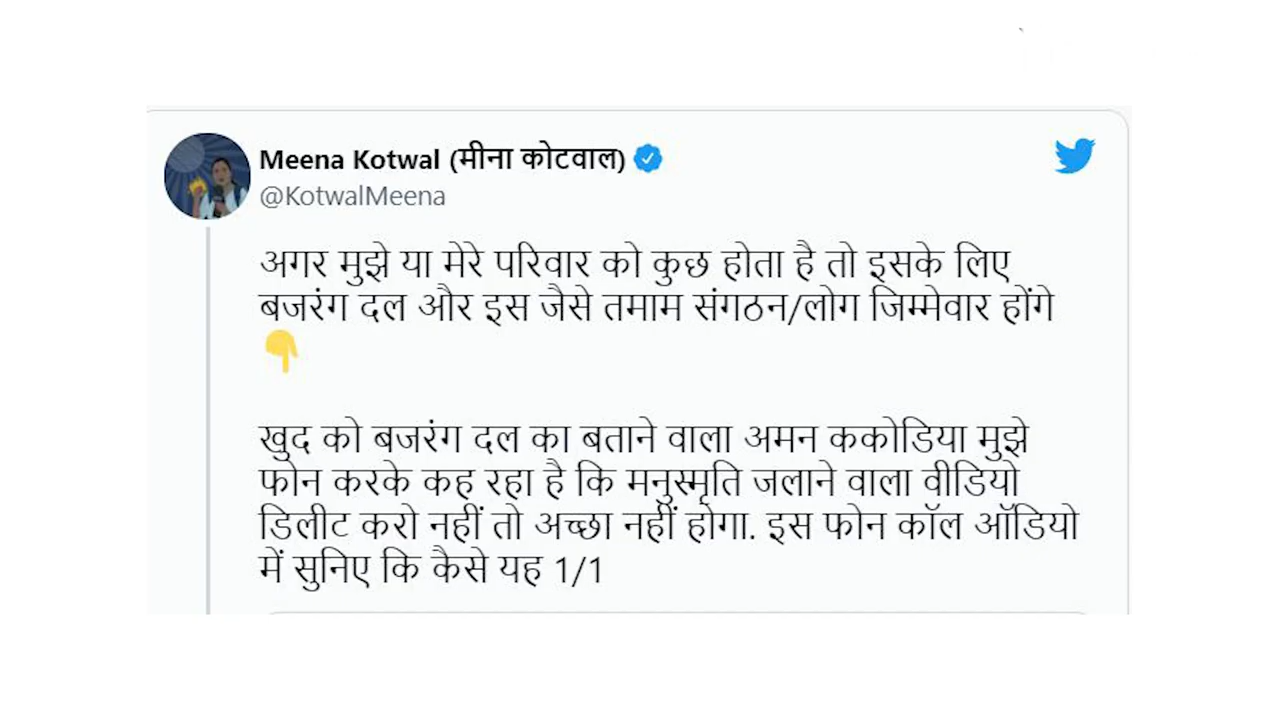 Meena Kotwal (मीना कोटवाल)
@KotwalMeena
अगर मुझे या मेरे परिवार को कुछ होता है तो इसके लिए
बजरंग दल और इस जैसे तमाम संगठन/लोग जिम्मेवार होंगे
👇
खुद को बजरंग दल का बताने वाला अमन ककोडिया मुझे
फोन करके कह रहा है कि मनुस्मृति जलाने वाला वीडियो
डिलीट करो नहीं तो अच्छा नहीं होगा. इस फोन कॉल ऑडियो
में सुनिए कि कैसे यह 1/1